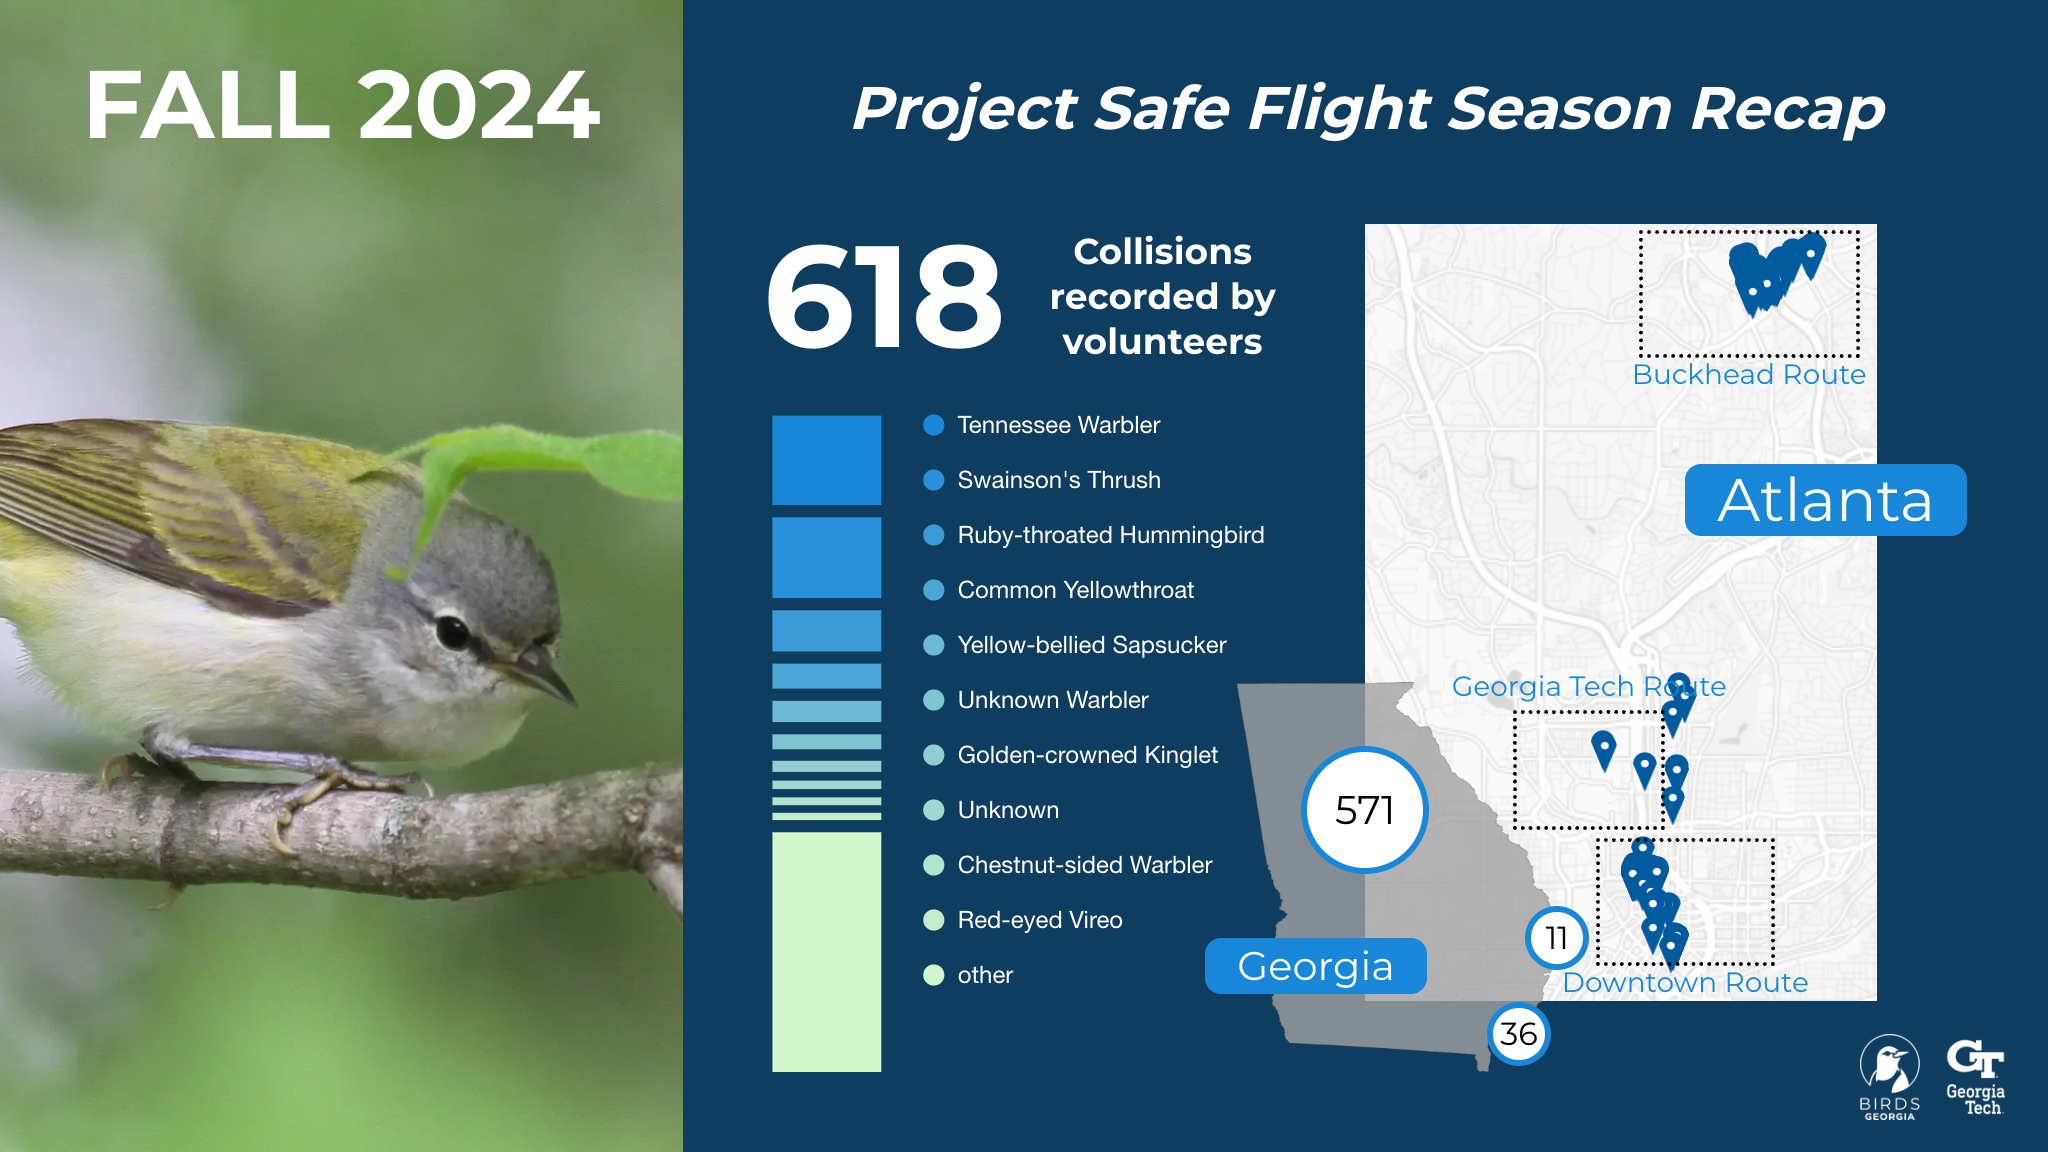 FALL 2024
Project Safe Flight Season Recap
618
Collisions
recorded by
volunteers
Tennessee Warbler
Swainson's Thrush
Ruby-throated Hummingbird
Common Yellowthroat
Yellow-bellied Sapsucker
Unknown Warbler
Golden-crowned Kinglet
Unknown
Chestnut-sided Warbler
Red-eyed Vireo
other
Buckhead Route
Atlanta
Georgia Tech Route
571
11
Georgia
Downtown Route
36
BIRDS
GEORGIA
GT
Georgia
Tech